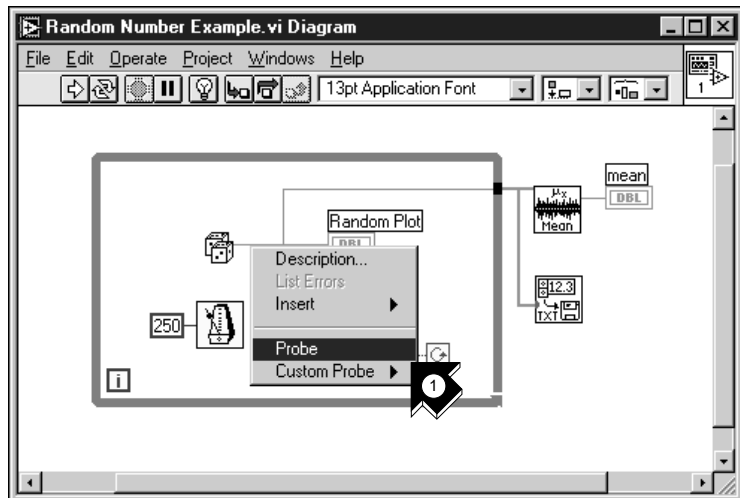 Random Number Example.vi Diagram
File Edit Operate Project Windows Help
13pt Application Font
1
mean
DBL
μx
Mean
Random Plot
DBL
Description...
List Errors
Insert
12.3
TXT
250
Probe
Custom Probe
1
i